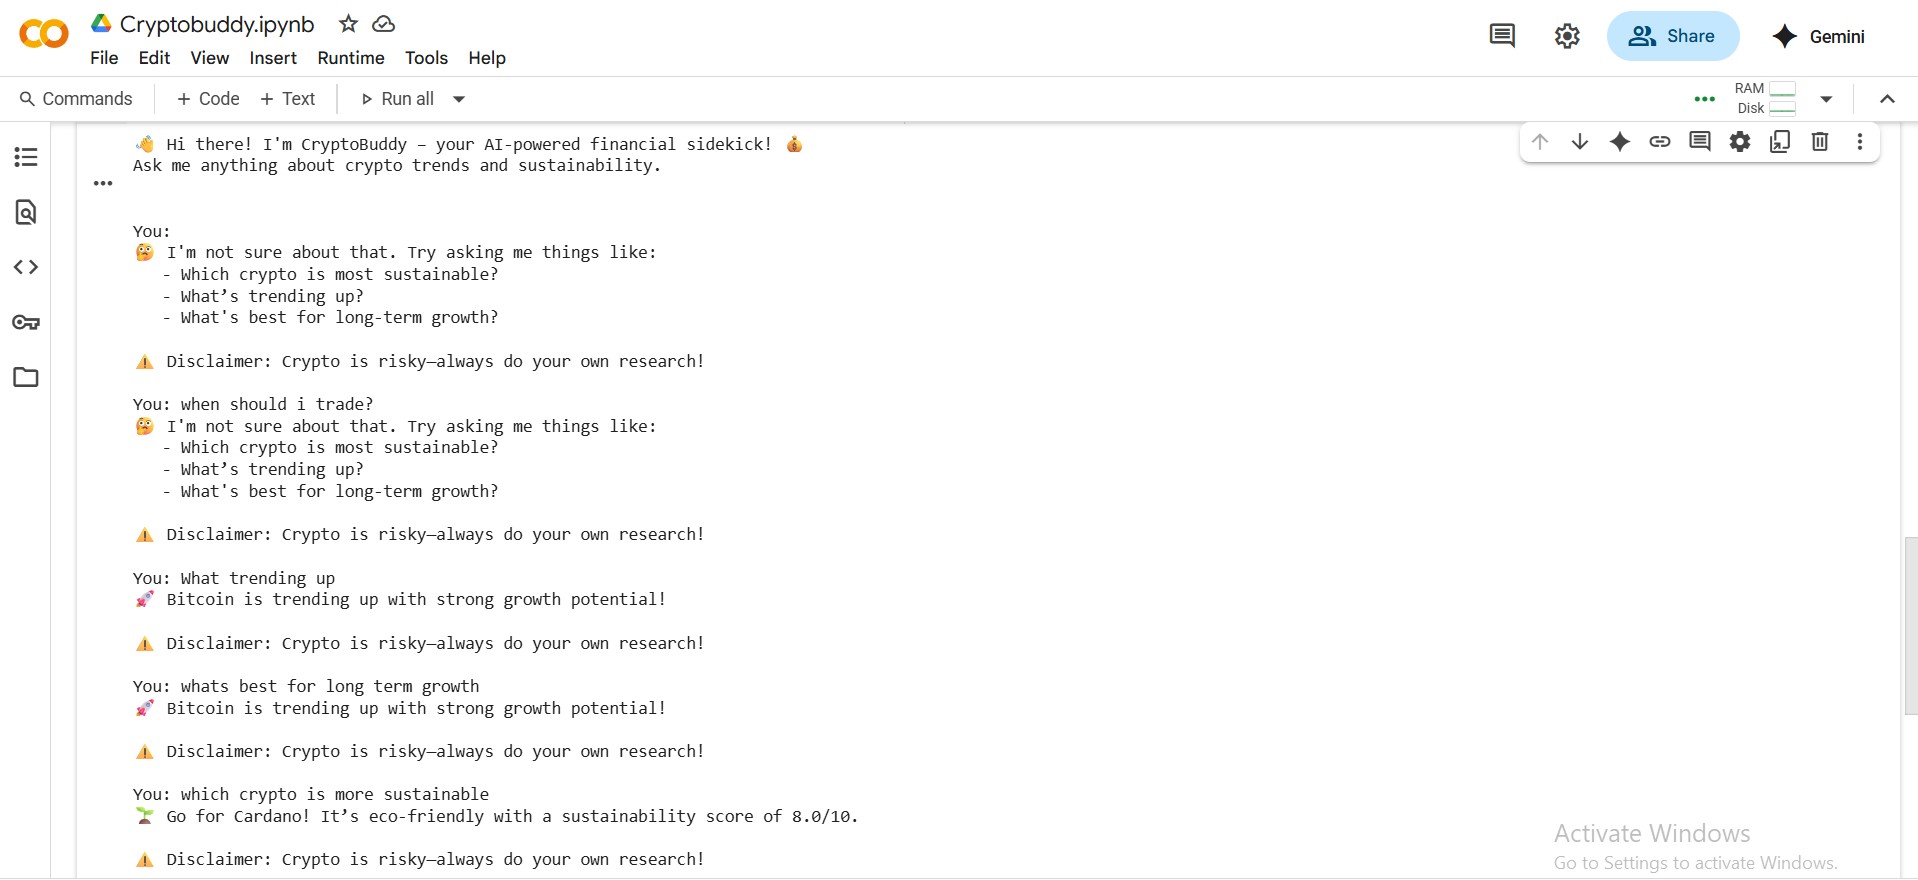 Cryptobuddy.ipynb
File Edit View Insert Runtime Tools Help
Share
Gemini
Commands + Code + Text Run all
RAM
Disk
👋 Hi there! I'm CryptoBuddy – your AI-powered financial sidekick! 💰
Ask me anything about crypto trends and sustainability.
You:
🤔 I'm not sure about that. Try asking me things like:
- Which crypto is most sustainable?
- What’s trending up?
- What's best for long-term growth?
⚠️ Disclaimer: Crypto is risky—always do your own research!
You: when should i trade?
🤔 I'm not sure about that. Try asking me things like:
- Which crypto is most sustainable?
- What’s trending up?
- What's best for long-term growth?
⚠️ Disclaimer: Crypto is risky—always do your own research!
You: What trending up
🚀 Bitcoin is trending up with strong growth potential!
⚠️ Disclaimer: Crypto is risky—always do your own research!
You: whats best for long term growth
🚀 Bitcoin is trending up with strong growth potential!
⚠️ Disclaimer: Crypto is risky—always do your own research!
You: which crypto is more sustainable
🌱 Go for Cardano! It’s eco-friendly with a sustainability score of 8.0/10.
⚠️ Disclaimer: Crypto is risky—always do your own research!
Activate Windows
Go to Settings to activate Windows.